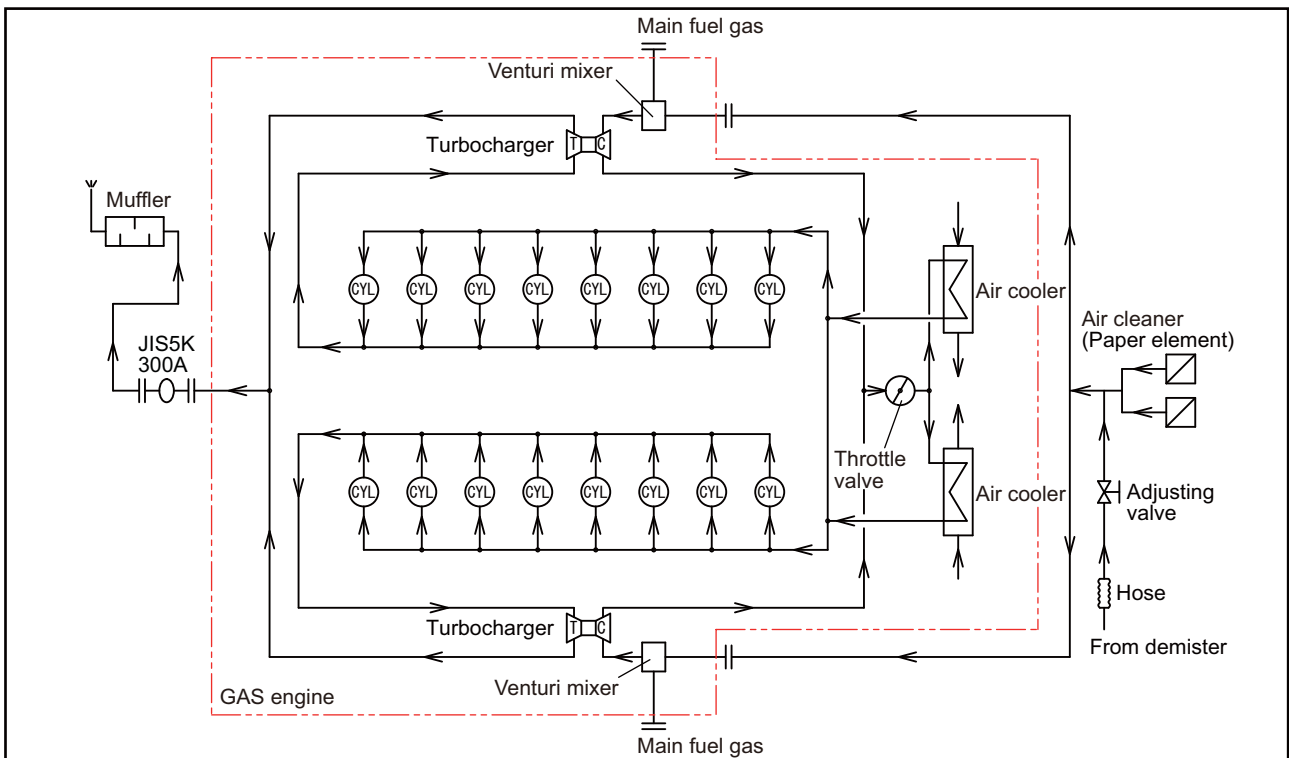 Main fuel gas
Venturi mixer
Turbocharger
T C
Muffler
CYL CYL CYL CYL CYL CYL CYL CYL
Air cooler
Air cleaner
(Paper element)
JIS5K
300A
Throttle
valve
CYL CYL CYL CYL CYL CYL CYL CYL
Air cooler
Adjusting
valve
Hose
Turbocharger
T C
From demister
Venturi mixer
GAS engine
Main fuel gas